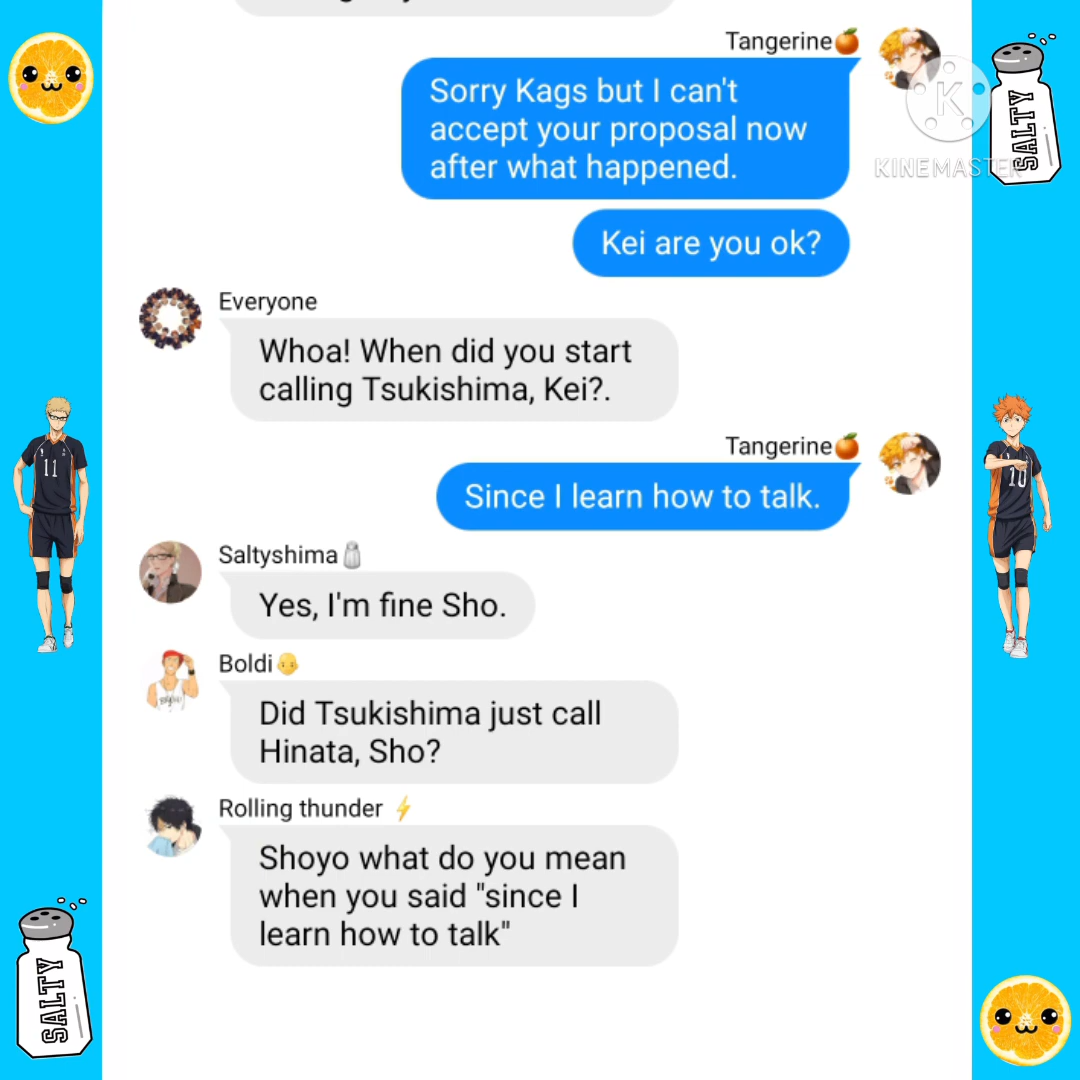 Tangerine🍊
Sorry Kags but I can't
accept your proposal now
after what happened.
Kei are you ok?
Everyone
Whoa! When did you start
calling Tsukishima, Kei?.
Tangerine🍊
Since I learn how to talk.
Saltyshima🧂
Yes, I'm fine Sho.
Boldi👴
Did Tsukishima just call
Hinata, Sho?
Rolling thunder ⚡
Shoyo what do you mean
when you said "since I
learn how to talk"
K
KINEMASTER
SALTY
11
10
SALTY